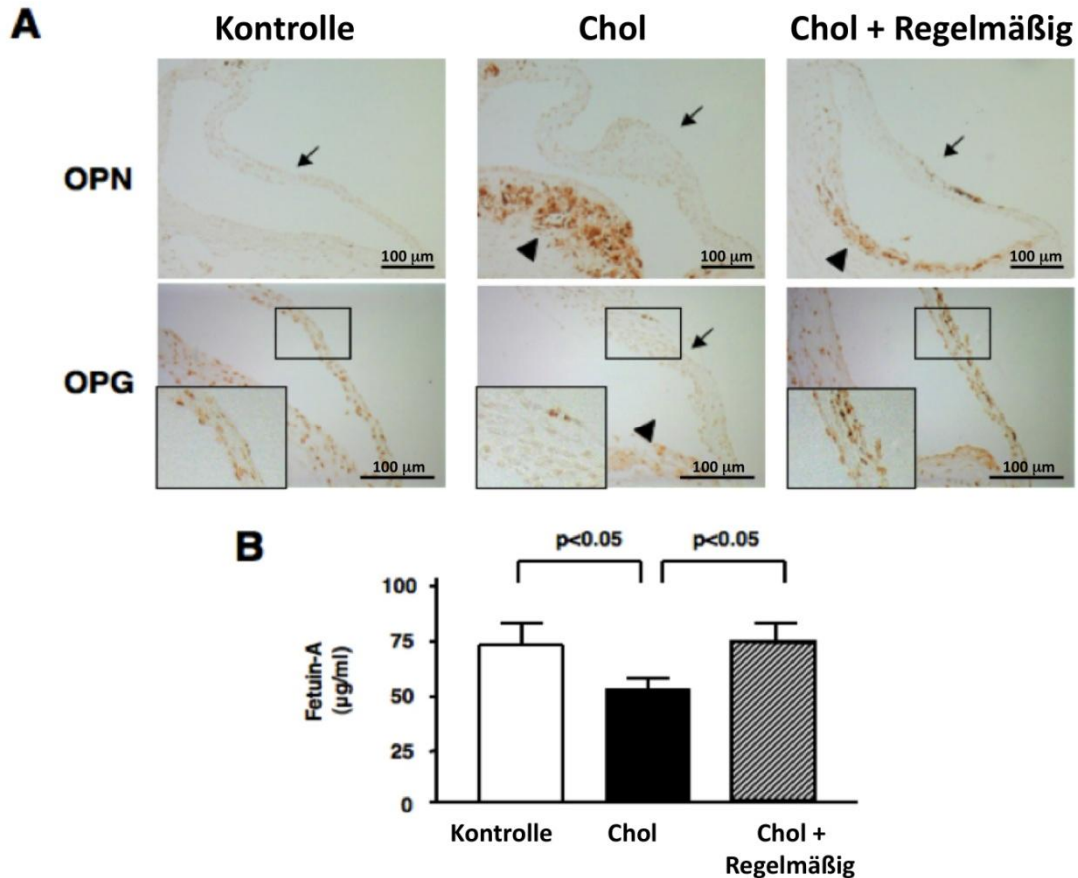 A
Kontrolle Chol Chol + Regelmäßig
OPN
100 µm 100 µm 100 µm
OPG
100 µm 100 µm 100 µm
B
p<0.05 p<0.05
100
75
50
25
0
Fetuin-A
(µg/ml)
Kontrolle Chol Chol +
Regelmäßig